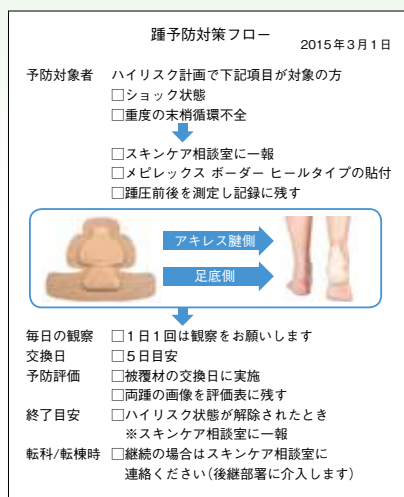 踵予防対策フロー
2015年3月1日
予防対象者 ハイリスク計画で下記項目が対象の方
□ショック状態
□重度の末梢循環不全
□スキンケア相談室に一報
□メピレックス ボーダー ヒールタイプの貼付
□踵圧前後を測定し記録に残す
アキレス腱側
足底側
毎日の観察 □1日1回は観察をお願いします
交換日 □5日目安
予防評価 □被覆材の交換日に実施
□両踵の画像を評価表に残す
終了目安 □ハイリスク状態が解除されたとき
※スキンケア相談室に一報
転科/転棟時 □継続の場合はスキンケア相談室に
連絡ください(後継部署に介入します)